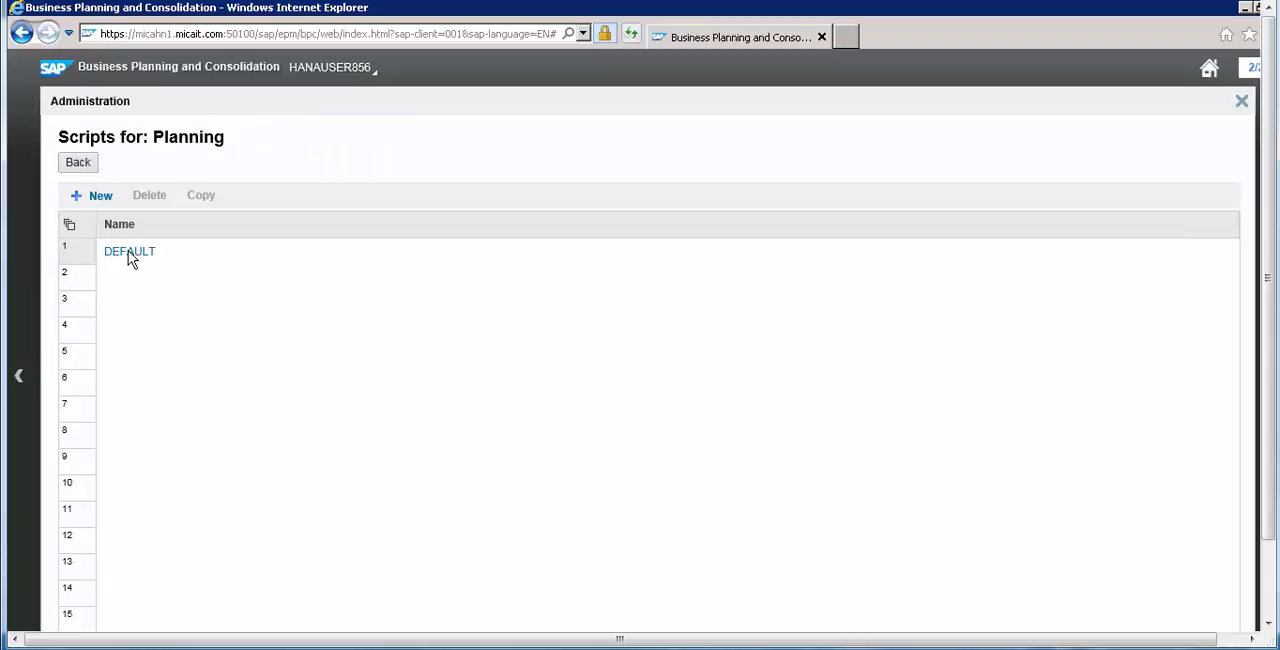 Business Planning and Consolidation - Windows Internet Explorer
https://micahn1.micait.com:50100/sap/epm/bpc/web/index.html?sap-client=001&sap-language=EN#
Business Planning and Conso...
SAP Business Planning and Consolidation HANAUSER856
Administration
Scripts for: Planning
Back
+ New Delete Copy
Name
1 DEFAULT
2
3
4
5
6
7
8
9
10
11
12
13
14
15